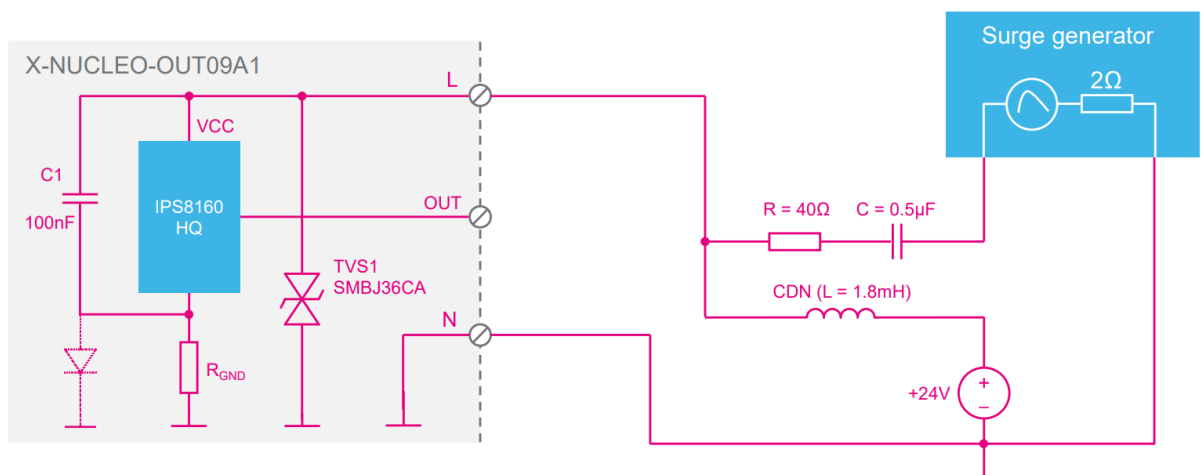 Surge generator
2Ω
X-NUCLEO-OUT09A1
L
VCC
C1
100nF
IPS8160
HQ
OUT
R = 40Ω
C = 0.5µF
TVS1
SMBJ36CA
CDN (L = 1.8mH)
N
RGND
+24V
+
–